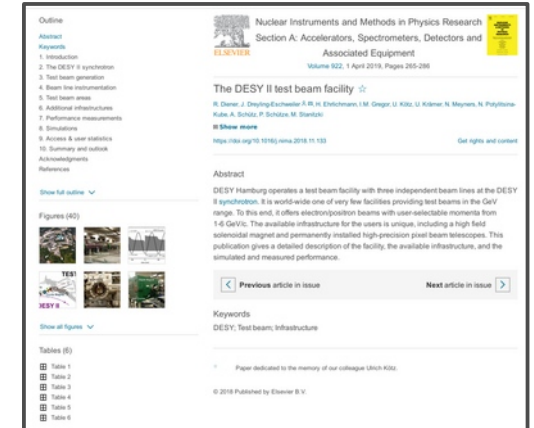 Outline
Abstract
Keywords
1. Introduction
2. The DESY II synchrotron
3. Test beam generation
4. Beam line instrumentation
5. Test beam areas
6. Additional infrastructures
7. Performance measurements
8. Simulations
9. Access & user statistics
10. Summary and outlook
Acknowledgments
References
Show full outline
Figures (40)
TEST
DESY II
Show all figures
Tables (6)
Table 1
Table 2
Table 3
Table 4
Table 5
Table 6
ELSEVIER
Nuclear Instruments and Methods in Physics Research
Section A: Accelerators, Spectrometers, Detectors and
Associated Equipment
Volume 922, 1 April 2019, Pages 265-286
The DESY II test beam facility
R. Diener, J. Dreyling-Eschweiler, H. Ehrlichmann, I.M. Gregor, U. Kötz, U. Krämer, N. Meyners, N. Potylitsina-
Kube, A. Schütz, P. Schütze, M. Stanitzki
Show more
https://doi.org/10.1016/j.nima.2018.11.133
Get rights and content
Abstract
DESY Hamburg operates a test beam facility with three independent beam lines at the DESY
II synchrotron. It is world-wide one of very few facilities providing test beams in the GeV
range. To this end, it offers electron/positron beams with user-selectable momenta from
1-6 GeV/c. The available infrastructure for the users is unique, including a high field
solenoidal magnet and permanently installed high-precision pixel beam telescopes. This
publication gives a detailed description of the facility, the available infrastructure, and the
simulated and measured performance.
Previous article in issue
Next article in issue
Keywords
DESY; Test beam; Infrastructure
Paper dedicated to the memory of our colleague Ulrich Kötz.
© 2018 Published by Elsevier B.V.